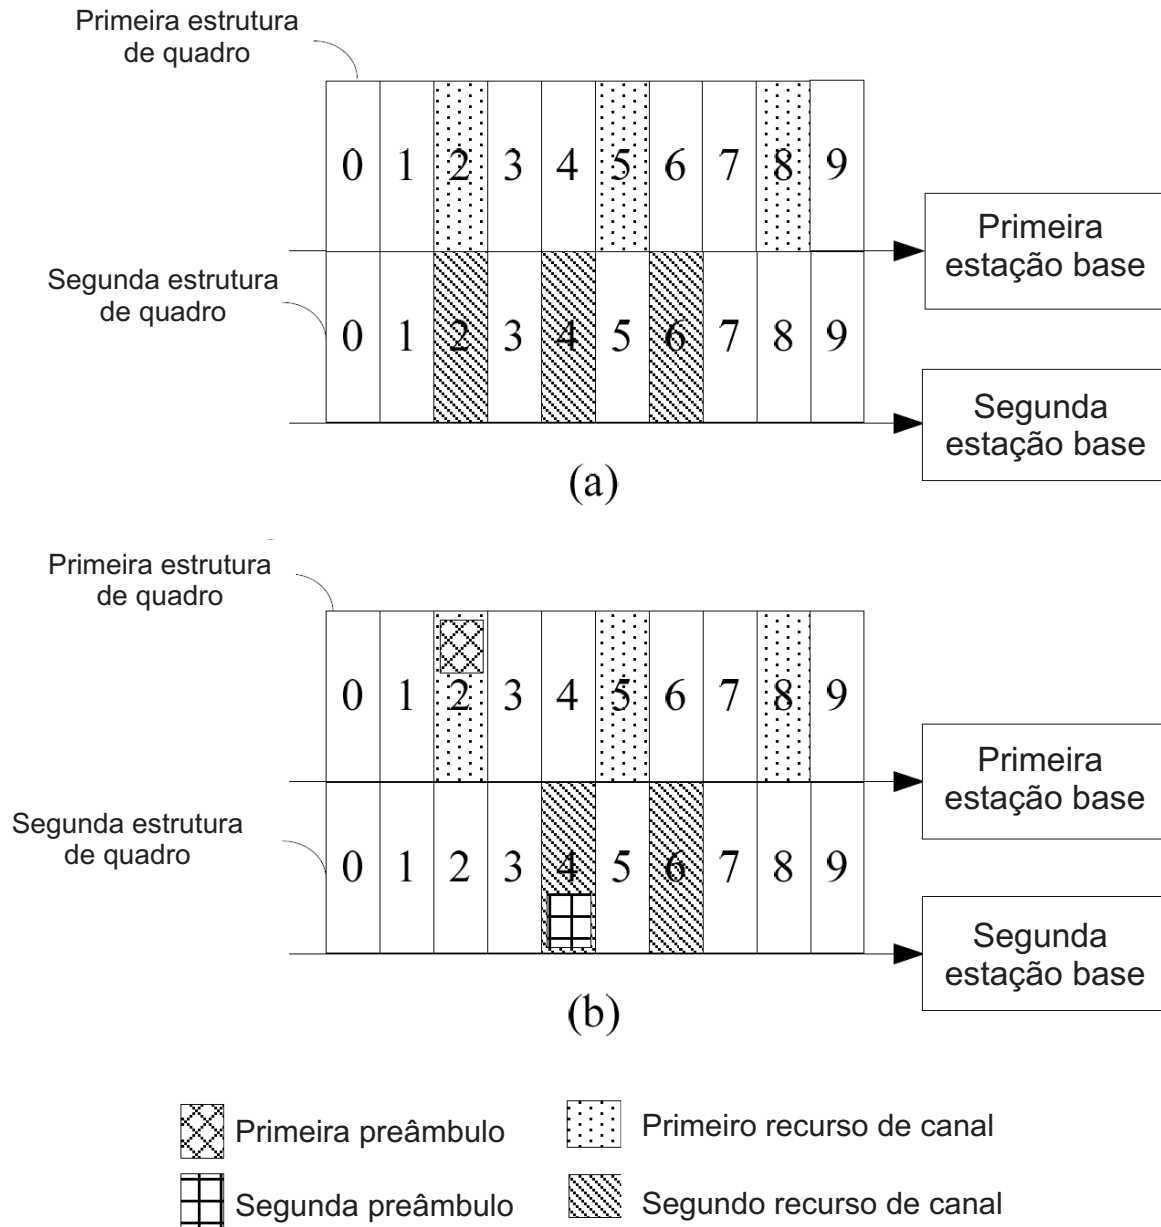 Primeira estrutura
de quadro
0 1 2 3 4 5 6 7 8 9
Primeira
estação base
Segunda estrutura
de quadro
0 1 2 3 4 5 6 7 8 9
Segunda
estação base
(a)
Primeira estrutura
de quadro
0 1 2 3 4 5 6 7 8 9
Primeira
estação base
Segunda estrutura
de quadro
0 1 2 3 4 5 6 7 8 9
Segunda
estação base
(b)
Primeira preâmbulo
Primeiro recurso de canal
Segunda preâmbulo
Segundo recurso de canal